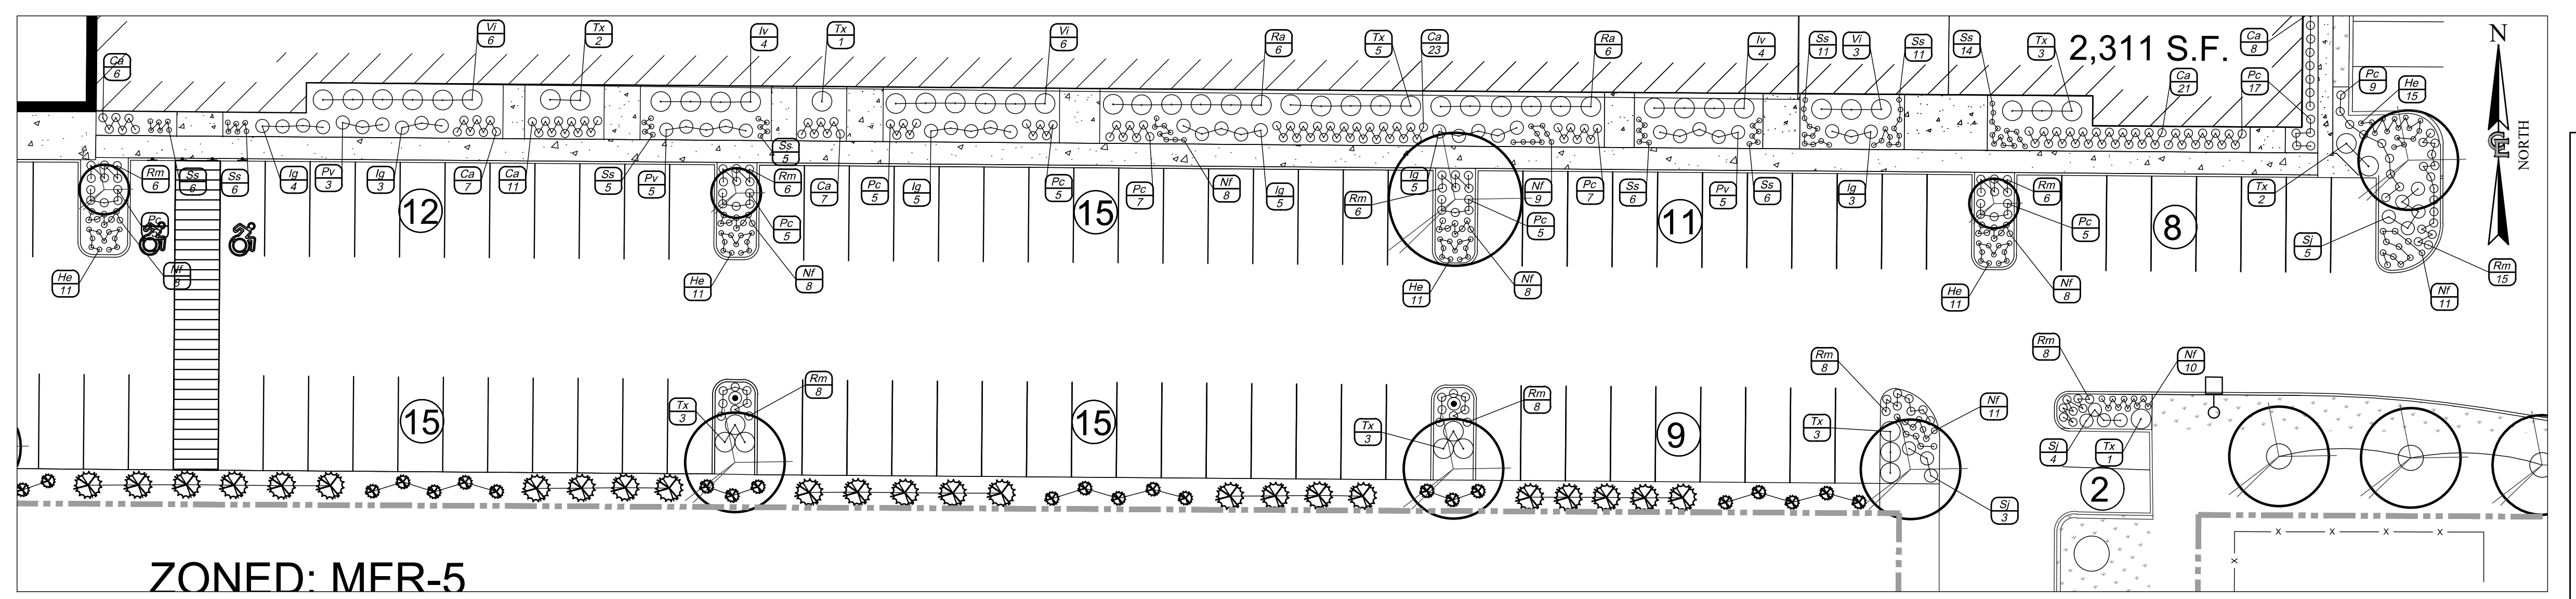 Vi
6
Tx
2
Iv
4
Tx
1
Vi
6
Ra
6
Tx
5
Ca
23
Ra
6
Iv
4
Ss
11
Vi
3
Ss
11
Ss
14
Tx
3
2,311 S.F.
Ca
8
N
Ca
6
Ca
21
Pc
17
Pc
9
He
15
NORTH
Rm
6
Ss
6
Ss
6
Ig
4
Pv
3
Ig
3
Ca
7
Ca
11
Ss
5
Pv
5
Ss
5
Rm
6
Ca
7
Pc
5
Ig
5
Pc
5
Pc
7
Nf
8
Ig
5
Rm
6
Ig
5
Nf
9
Pc
7
Ss
6
Pv
5
Ss
6
Ig
3
Rm
6
Tx
2
12
15
11
8
Pc
Pc
5
Pc
5
Pc
5
Sj
5
He
11
Nf
8
He
11
Nf
8
He
11
Nf
8
He
11
Nf
8
Nf
11
Rm
15
Rm
8
Rm
8
Nf
10
Rm
8
Tx
3
Rm
8
Tx
3
Rm
8
Tx
3
Nf
11
15
15
9
Sj
4
Tx
1
2
Sj
3
X X X X
X
ZONED: MFR-5